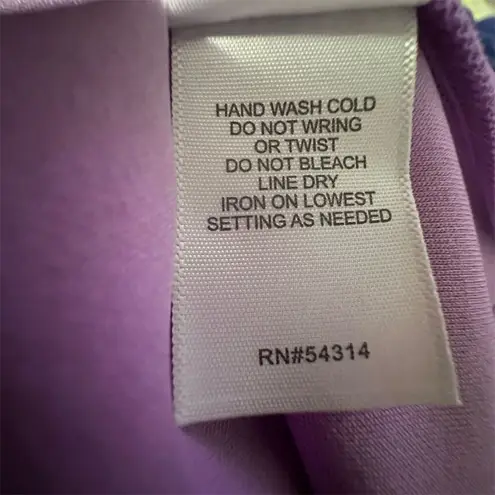 HAND WASH COLD
DO NOT WRING
OR TWIST
DO NOT BLEACH
LINE DRY
IRON ON LOWEST
SETTING AS NEEDED
RN#54314